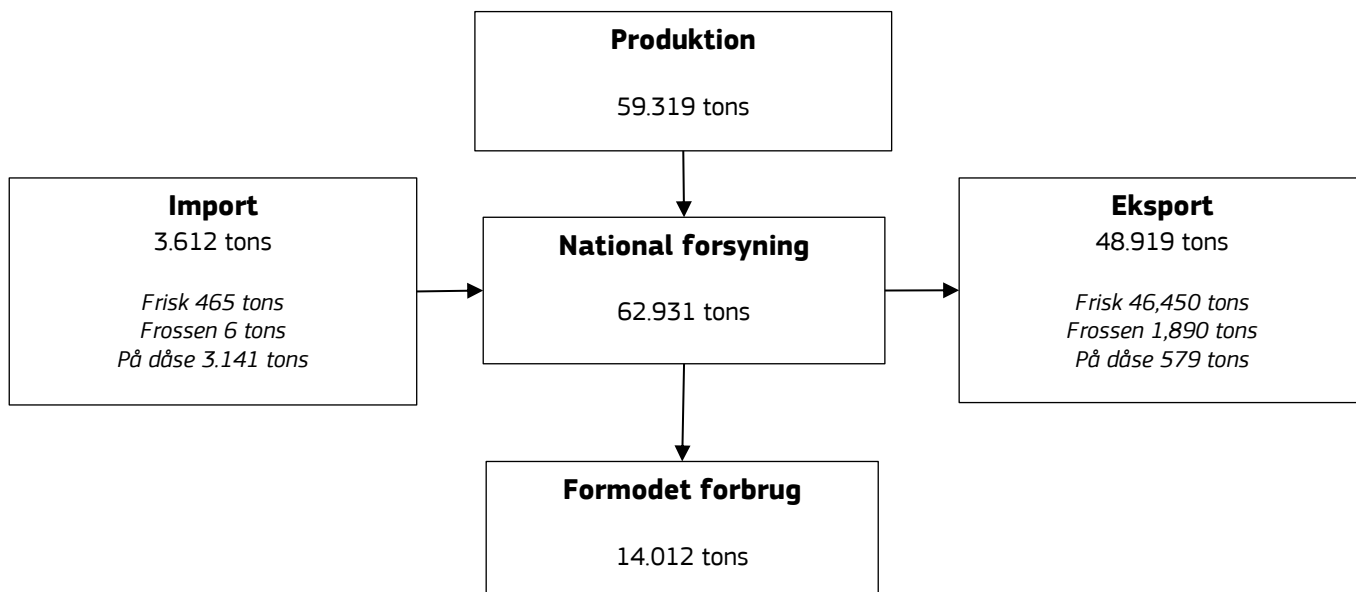 Produktion
59.319 tons
Import
3.612 tons
Frisk 465 tons
Frossen 6 tons
På dåse 3.141 tons
National forsyning
62.931 tons
Eksport
48.919 tons
Frisk 46,450 tons
Frossen 1,890 tons
På dåse 579 tons
Formodet forbrug
14.012 tons